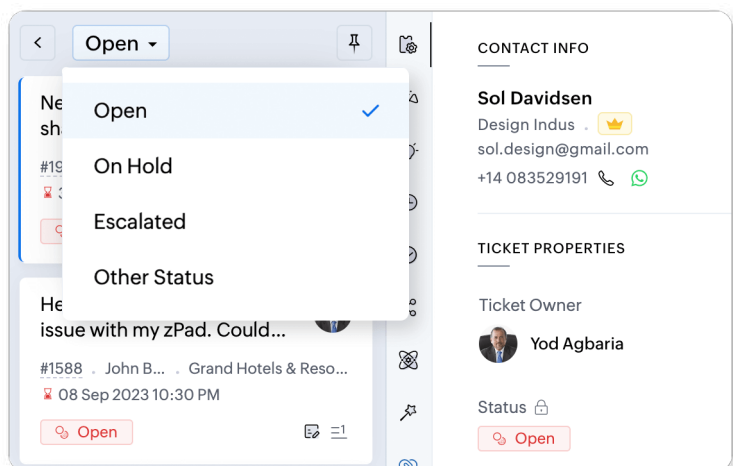 Open
Open
On Hold
Escalated
Other Status
issue with my zPad. Could...
#1588 . John B... . Grand Hotels & Reso...
08 Sep 2023 10:30 PM
Open
CONTACT INFO
Sol Davidsen
Design Indus .
sol.design@gmail.com
+14 083529191
TICKET PROPERTIES
Ticket Owner
Yod Agbaria
Status
Open